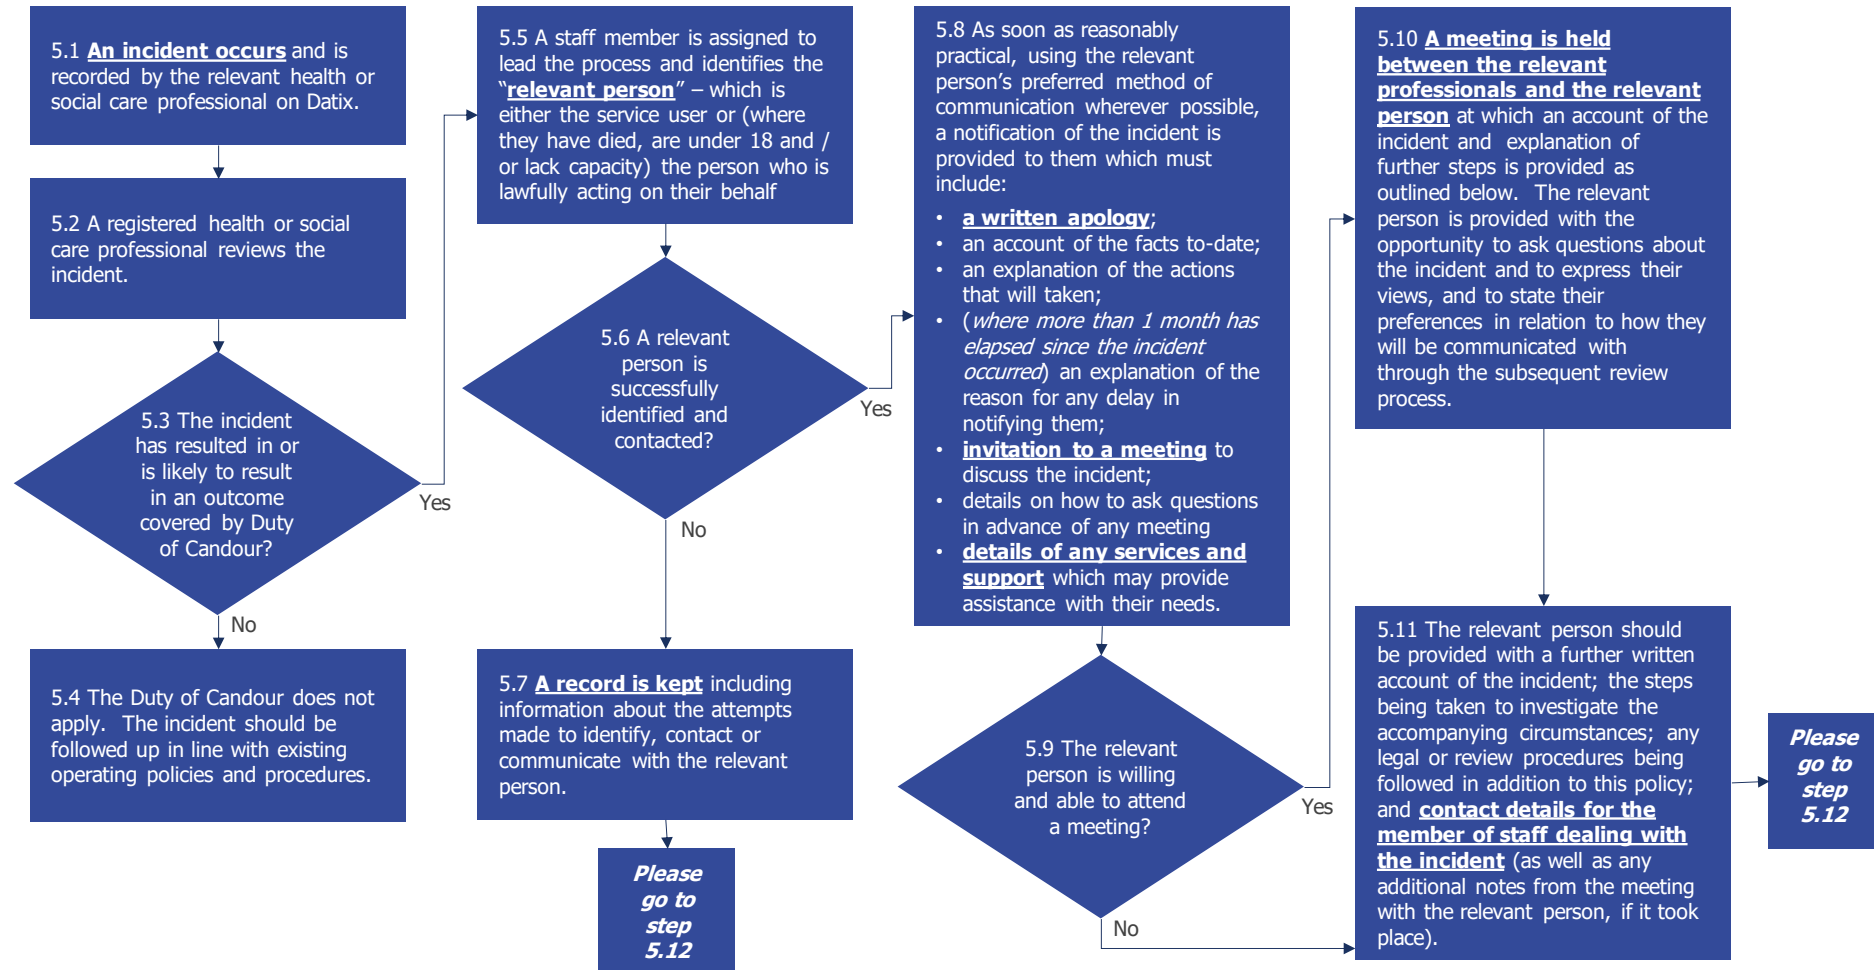 5.1 An incident occurs and is
recorded by the relevant health or
social care professional on Datix.
5.2 A registered health or social
care professional reviews the
incident.
5.3 The incident
has resulted in or
is likely to result
in an outcome
covered by Duty
of Candour?
Yes
No
5.4 The Duty of Candour does not
apply. The incident should be
followed up in line with existing
operating policies and procedures.
5.5 A staff member is assigned to
lead the process and identifies the
“relevant person” – which is
either the service user or (where
they have died, are under 18 and /
or lack capacity) the person who is
lawfully acting on their behalf
5.6 A relevant
person is
successfully
identified and
contacted?
Yes
No
5.7 A record is kept including
information about the attempts
made to identify, contact or
communicate with the relevant
person.
Please
go to
step
5.12
5.8 As soon as reasonably
practical, using the relevant
person’s preferred method of
communication wherever possible,
a notification of the incident is
provided to them which must
include:
• a written apology;
• an account of the facts to-date;
• an explanation of the actions
that will taken;
• (where more than 1 month has
elapsed since the incident
occurred) an explanation of the
reason for any delay in
notifying them;
• invitation to a meeting to
discuss the incident;
• details on how to ask questions
in advance of any meeting
• details of any services and
support which may provide
assistance with their needs.
5.9 The relevant
person is willing
and able to attend
a meeting?
Yes
No
5.10 A meeting is held
between the relevant
professionals and the relevant
person at which an account of the
incident and explanation of
further steps is provided as
outlined below. The relevant
person is provided with the
opportunity to ask questions about
the incident and to express their
views, and to state their
preferences in relation to how they
will be communicated with
through the subsequent review
process.
5.11 The relevant person should
be provided with a further written
account of the incident; the steps
being taken to investigate the
accompanying circumstances; any
legal or review procedures being
followed in addition to this policy;
and contact details for the
member of staff dealing with
the incident (as well as any
additional notes from the meeting
with the relevant person, if it took
place).
Please
go to
step
5.12